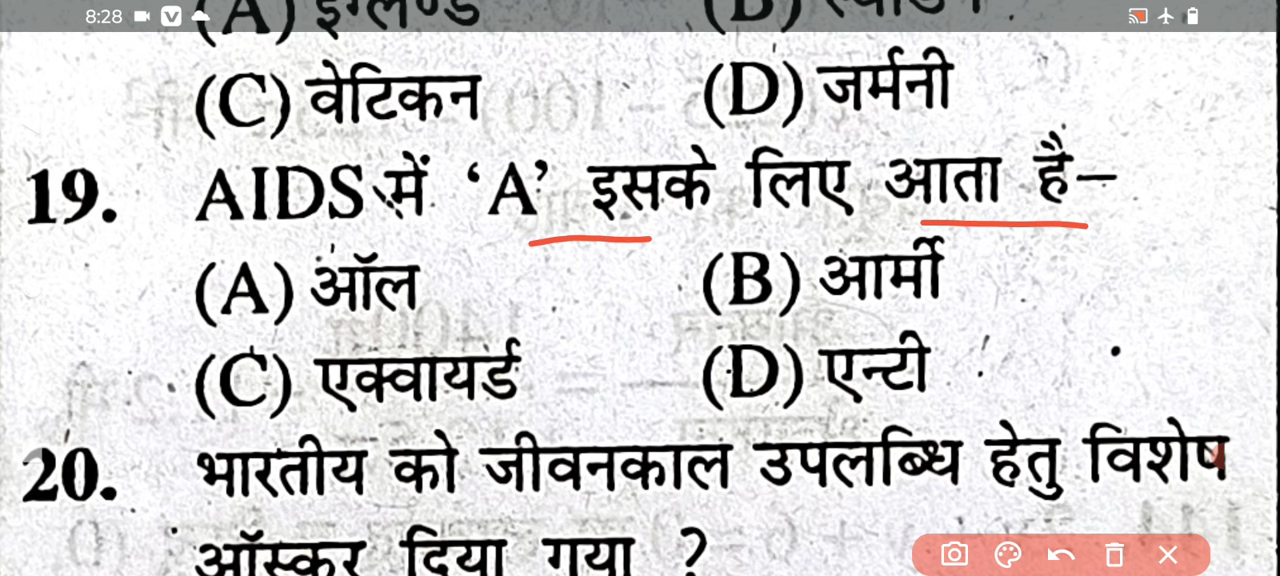 8:28
(A) इंग्लैण्ड (B)
(C) वेटिकन (D) जर्मनी
19. AIDS में ‘A’ इसके लिए आता है–
(A) ऑल (B) आर्मी
(C) एक्वायर्ड (D) एन्टी
20. भारतीय को जीवनकाल उपलब्धि हेतु विशेष
ऑस्कर दिया गया ?